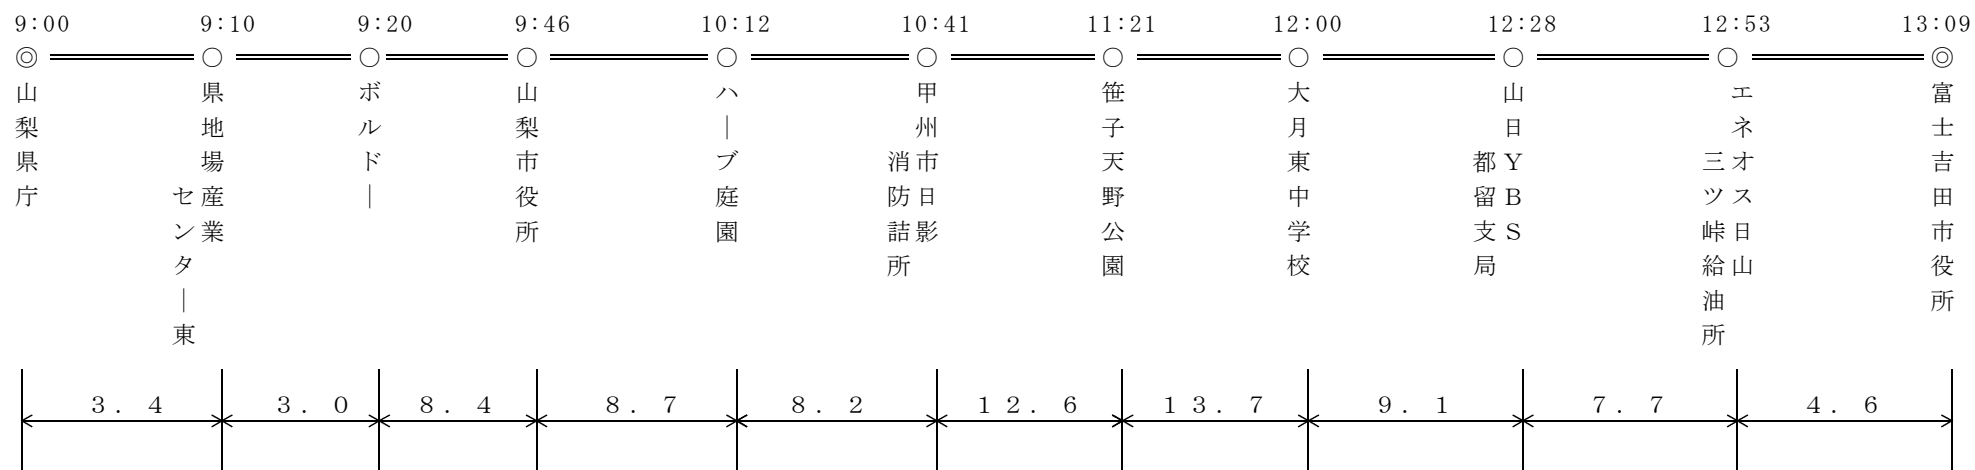 9:00 9:10 9:20 9:46 10:12 10:41 11:21 12:00 12:28 12:53 13:09
◎ ○ ○ ○ ○ ○ ○ ○ ○ ○ ◎
山梨県庁
県地場産業
センター東
ボルドー
山梨市役所
ハーブ庭園
甲州市日影
消防詰所
笹子天野公園
大月東中学校
山日ＹＢＳ
都留支局
エネオス日山
三ツ峠給油所
富士吉田市役所
３．４ ３．０ ８．４ ８．７ ８．２ １２．６ １３．７ ９．１ ７．７ ４．６